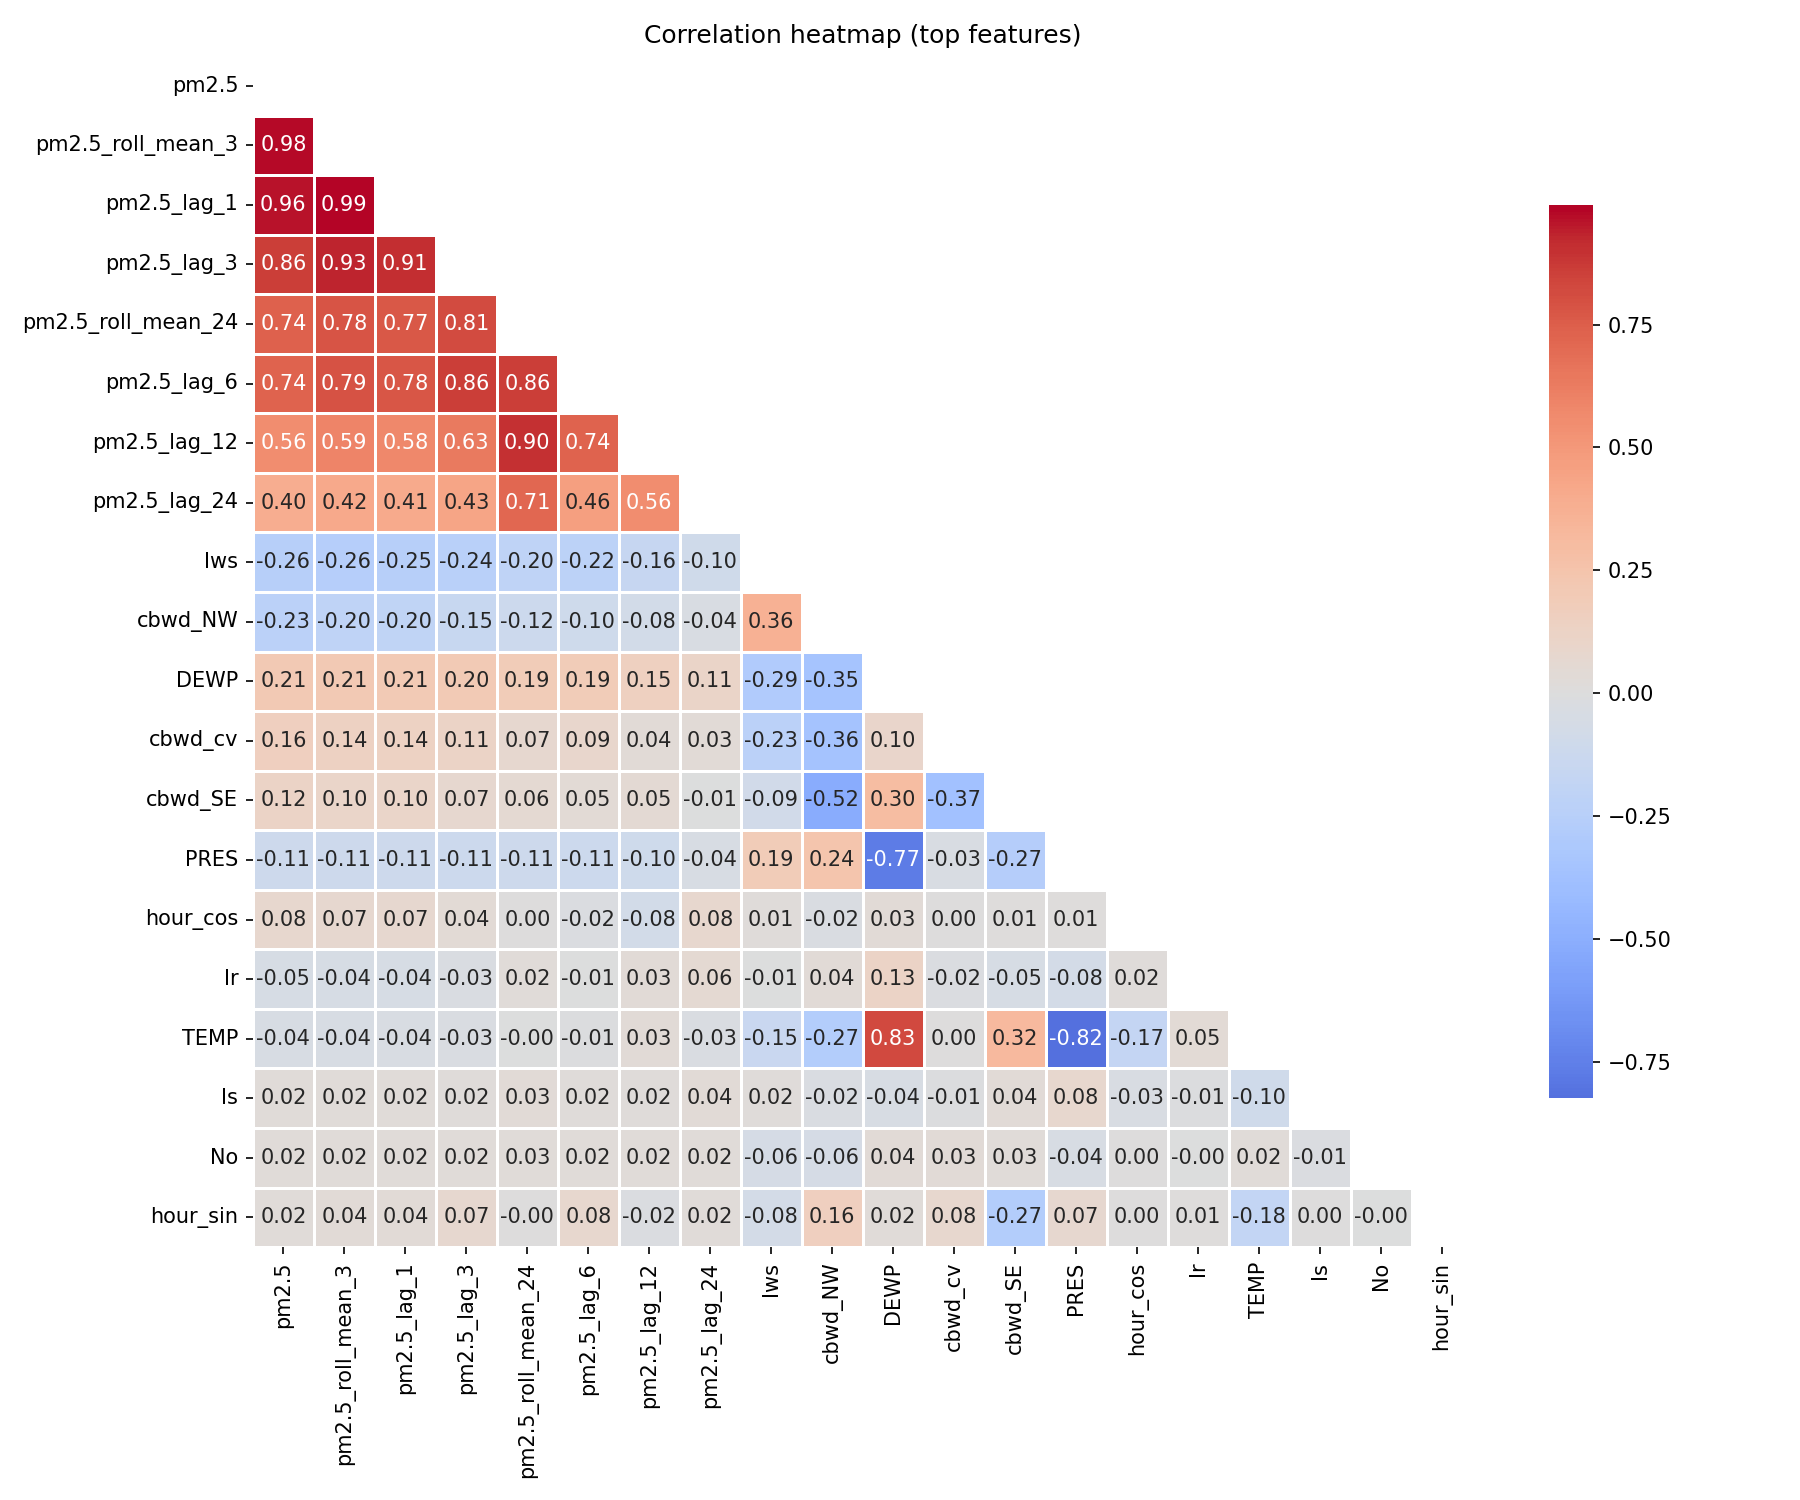 Correlation heatmap (top features)
pm2.5
pm2.5_roll_mean_3 0.98
pm2.5_lag_1 0.96 0.99
pm2.5_lag_3 0.86 0.93 0.91
pm2.5_roll_mean_24 0.74 0.78 0.77 0.81
pm2.5_lag_6 0.74 0.79 0.78 0.86 0.86
pm2.5_lag_12 0.56 0.59 0.58 0.63 0.90 0.74
pm2.5_lag_24 0.40 0.42 0.41 0.43 0.71 0.46 0.56
Iws -0.26 -0.26 -0.25 -0.24 -0.20 -0.22 -0.16 -0.10
cbwd_NW -0.23 -0.20 -0.20 -0.15 -0.12 -0.10 -0.08 -0.04 0.36
DEWP 0.21 0.21 0.21 0.20 0.19 0.19 0.15 0.11 -0.29 -0.35
cbwd_cv 0.16 0.14 0.14 0.11 0.07 0.09 0.04 0.03 -0.23 -0.36 0.10
cbwd_SE 0.12 0.10 0.10 0.07 0.06 0.05 0.05 -0.01 -0.09 -0.52 0.30 -0.37
PRES -0.11 -0.11 -0.11 -0.11 -0.11 -0.11 -0.10 -0.04 0.19 0.24 -0.77 -0.03 -0.27
hour_cos 0.08 0.07 0.07 0.04 0.00 -0.02 -0.08 0.08 0.01 -0.02 0.03 0.00 0.01 0.01
Ir -0.05 -0.04 -0.04 -0.03 0.02 -0.01 0.03 0.06 -0.01 0.04 0.13 -0.02 -0.05 -0.08 0.02
TEMP -0.04 -0.04 -0.04 -0.03 -0.00 -0.01 0.03 -0.03 -0.15 -0.27 0.83 0.00 0.32 -0.82 -0.17 0.05
Is 0.02 0.02 0.02 0.02 0.03 0.02 0.02 0.04 0.02 -0.02 -0.04 -0.01 0.04 0.08 -0.03 -0.01 -0.10
No 0.02 0.02 0.02 0.02 0.03 0.02 0.02 0.02 -0.06 -0.06 0.04 0.03 0.03 -0.04 0.00 -0.00 0.02 -0.01
hour_sin 0.02 0.04 0.04 0.07 -0.00 0.08 -0.02 0.02 -0.08 0.16 0.02 0.08 -0.27 0.07 0.00 0.01 -0.18 0.00 -0.00
pm2.5
pm2.5_roll_mean_3
pm2.5_lag_1
pm2.5_lag_3
pm2.5_roll_mean_24
pm2.5_lag_6
pm2.5_lag_12
pm2.5_lag_24
Iws
cbwd_NW
DEWP
cbwd_cv
cbwd_SE
PRES
hour_cos
Ir
TEMP
Is
No
hour_sin
0.75
0.50
0.25
0.00
−0.25
−0.50
−0.75